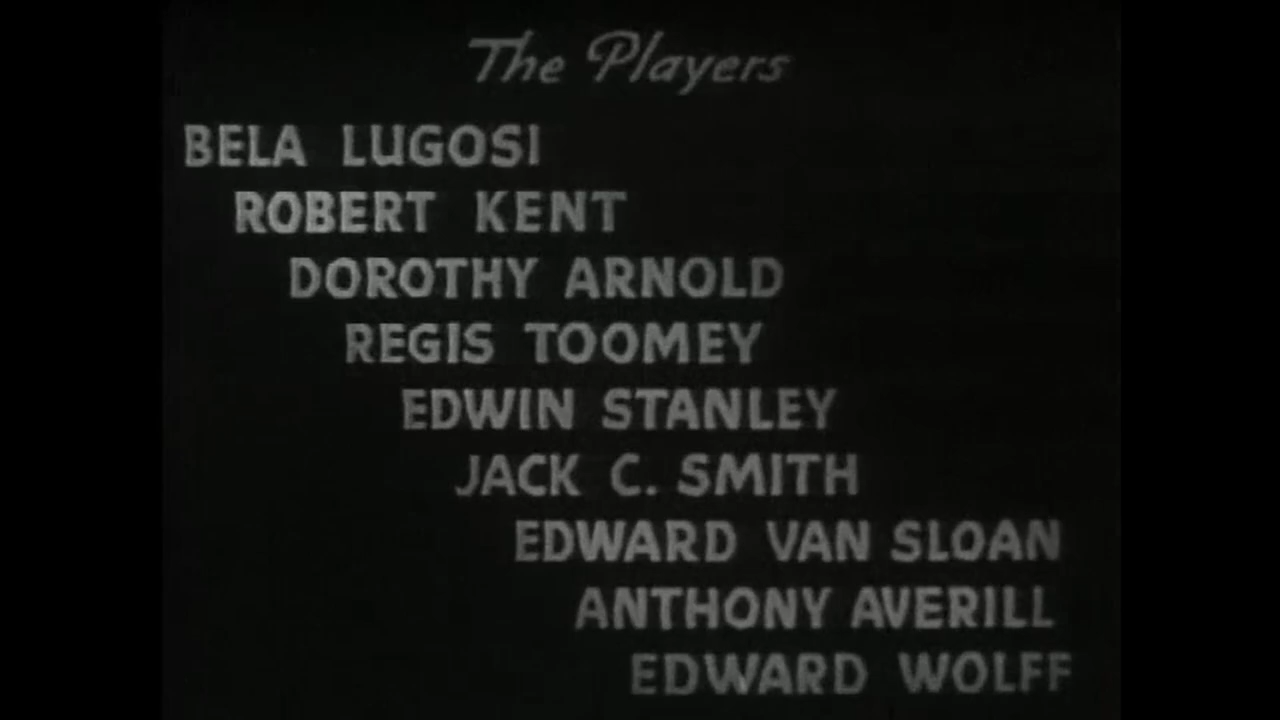 The Players
BELA LUGOSI
ROBERT KENT
DOROTHY ARNOLD
REGIS TOOMEY
EDWIN STANLEY
JACK C. SMITH
EDWARD VAN SLOAN
ANTHONY AVERILL
EDWARD WOLFF